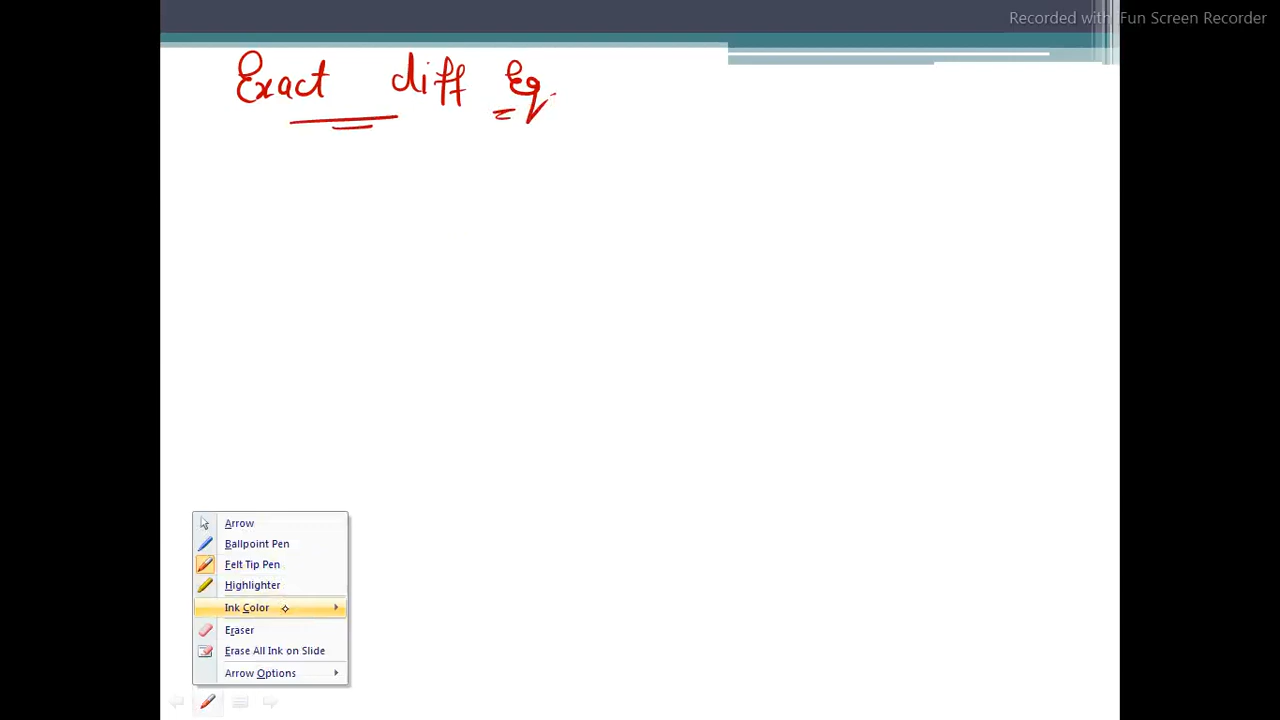 Recorded with Fun Screen Recorder
Exact diff Eq.
Arrow
Ballpoint Pen
Felt Tip Pen
Highlighter
Ink Color
Eraser
Erase All Ink on Slide
Arrow Options